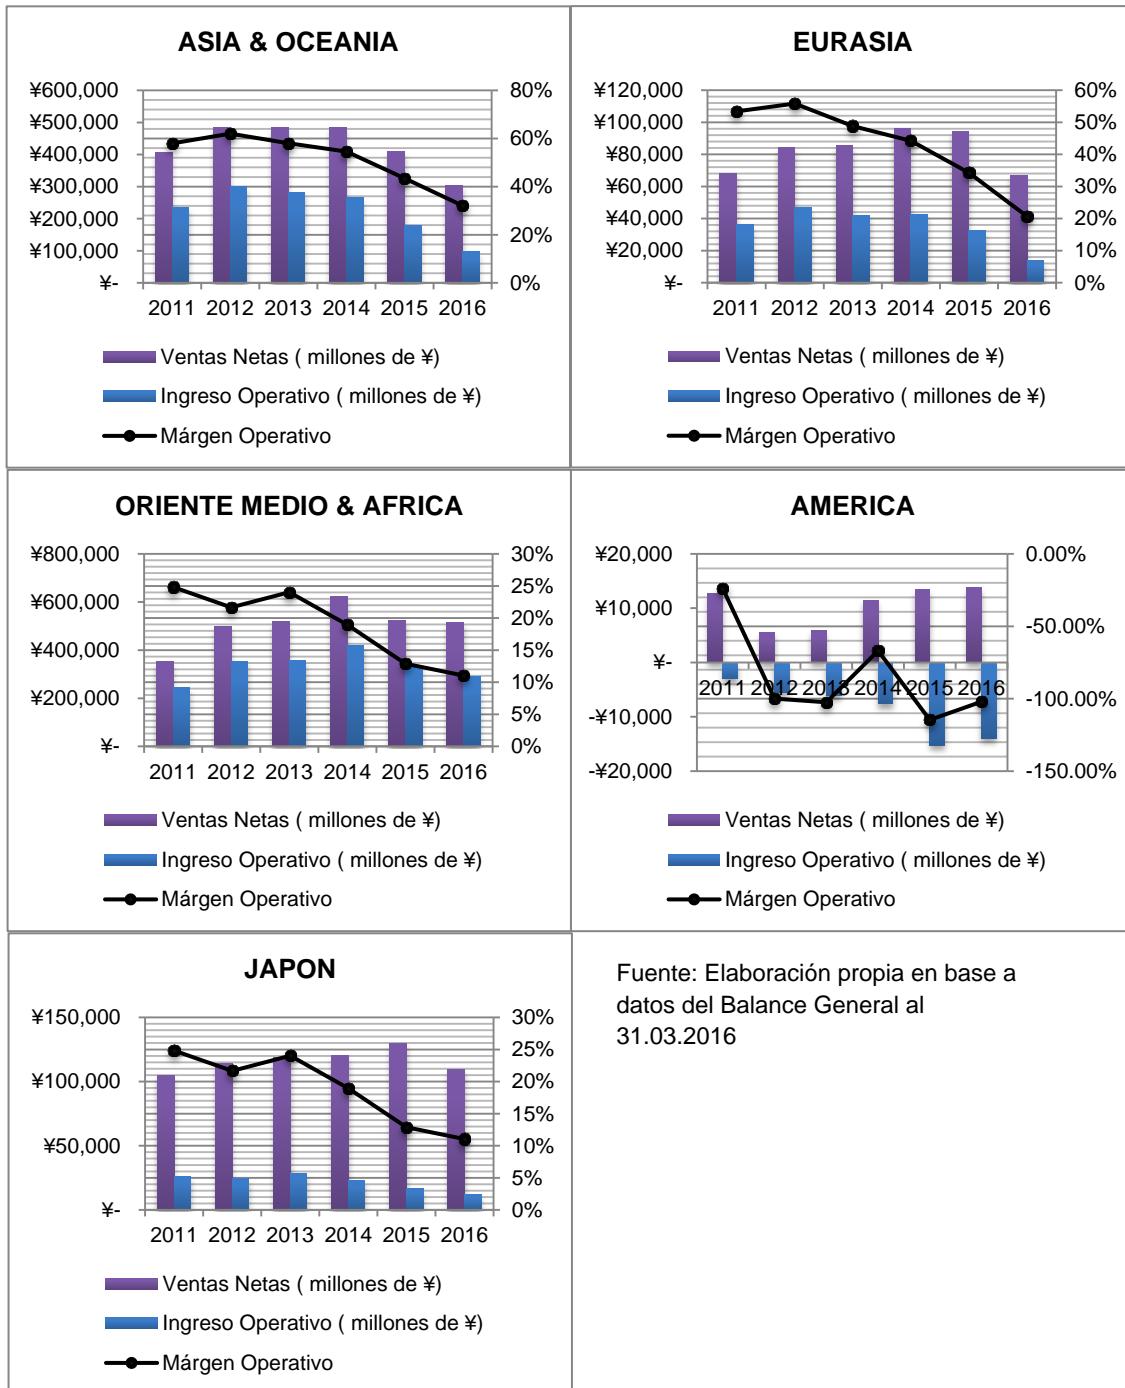 ASIA & OCEANIA
¥600,000
¥500,000
¥400,000
¥300,000
¥200,000
¥100,000
¥-
80%
60%
40%
20%
0%
2011 2012 2013 2014 2015 2016
Ventas Netas ( millones de ¥)
Ingreso Operativo ( millones de ¥)
Márgen Operativo
EURASIA
¥120,000
¥100,000
¥80,000
¥60,000
¥40,000
¥20,000
¥-
60%
50%
40%
30%
20%
10%
0%
2011 2012 2013 2014 2015 2016
Ventas Netas ( millones de ¥)
Ingreso Operativo ( millones de ¥)
Márgen Operativo
ORIENTE MEDIO & AFRICA
¥800,000
¥600,000
¥400,000
¥200,000
¥-
30%
25%
20%
15%
10%
5%
0%
2011 2012 2013 2014 2015 2016
Ventas Netas ( millones de ¥)
Ingreso Operativo ( millones de ¥)
Márgen Operativo
AMERICA
¥20,000
¥10,000
¥-
-¥10,000
-¥20,000
0.00%
-50.00%
-100.00%
-150.00%
2011 2012 2013 2014 2015 2016
Ventas Netas ( millones de ¥)
Ingreso Operativo ( millones de ¥)
Márgen Operativo
JAPON
¥150,000
¥100,000
¥50,000
¥-
30%
25%
20%
15%
10%
5%
0%
2011 2012 2013 2014 2015 2016
Ventas Netas ( millones de ¥)
Ingreso Operativo ( millones de ¥)
Márgen Operativo
Fuente: Elaboración propia en base a
datos del Balance General al
31.03.2016